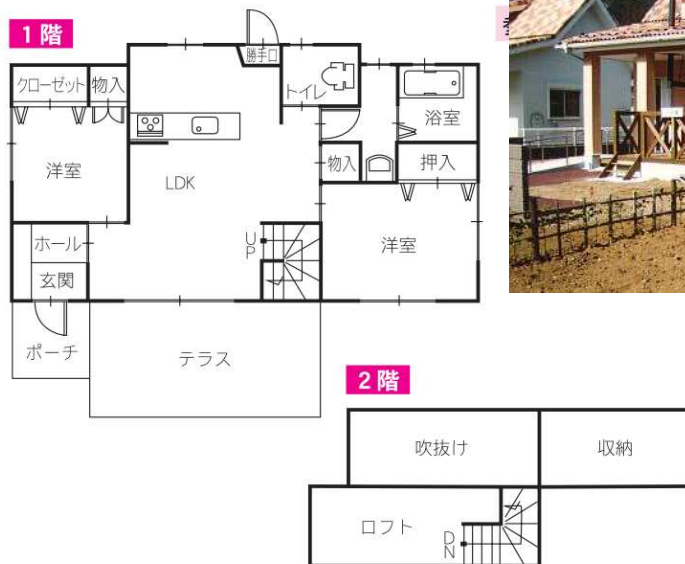 1階
勝手口
クローゼット
物入
トイレ
浴室
洋室
LDK
物入
押入
洋室
ホール
UP
玄関
ポーチ
テラス
2階
吹抜け
収納
ロフト
DN